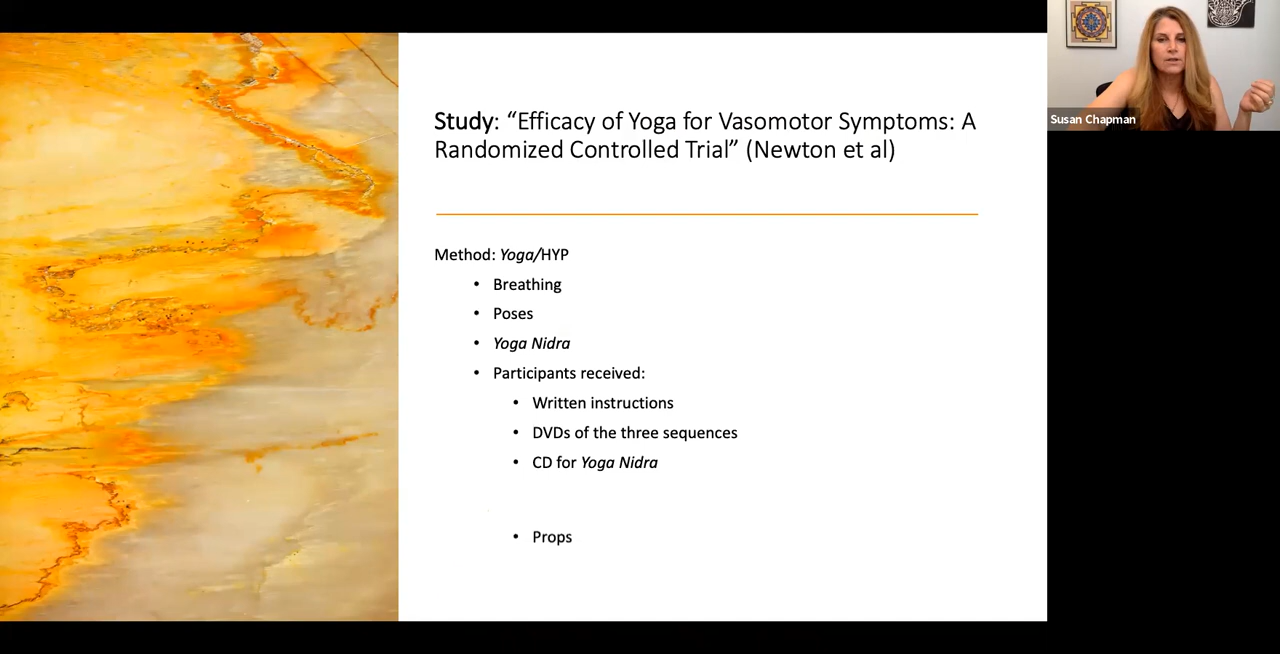 Study: “Efficacy of Yoga for Vasomotor Symptoms: A
Randomized Controlled Trial” (Newton et al)
Method: Yoga/HYP
• Breathing
• Poses
• Yoga Nidra
• Participants received:
• Written instructions
• DVDs of the three sequences
• CD for Yoga Nidra
• Props
Susan Chapman